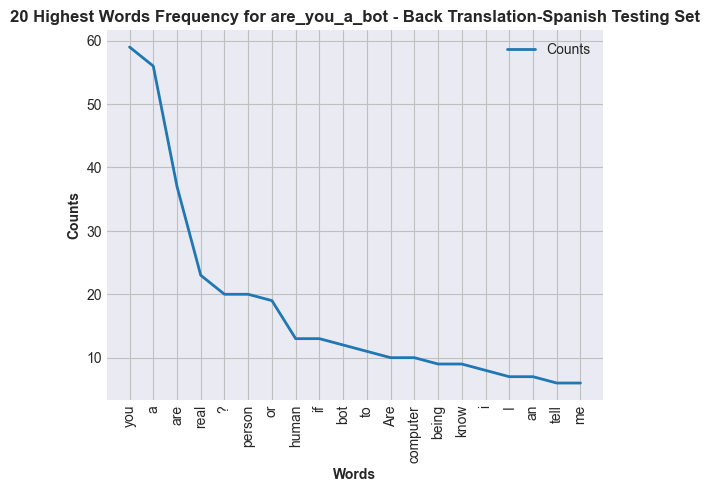 20 Highest Words Frequency for are_you_a_bot - Back Translation-Spanish Testing Set
Counts
60
50
40
30
20
10
Counts
you
a
are
real
?
person
or
human
if
bot
to
Are
computer
being
know
i
I
an
tell
me
Words